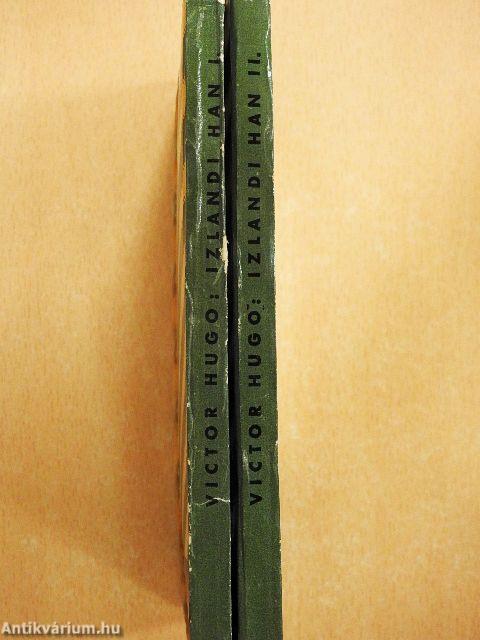 VICTOR HUGO: IZLANDI HAN I.
VICTOR HUGO: IZLANDI HAN II.
Antikvárium.hu